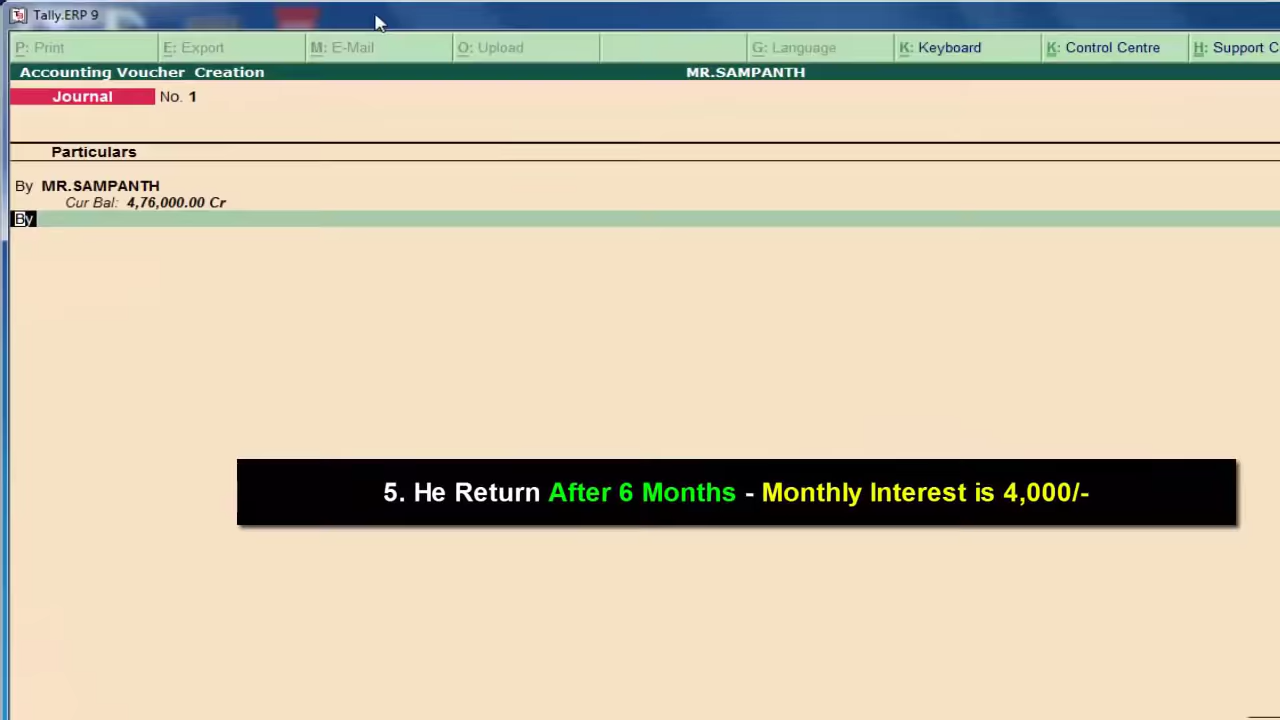 Tally.ERP 9
P: Print E: Export M: E-Mail O: Upload G: Language K: Keyboard K: Control Centre H: Support C
Accounting Voucher Creation MR.SAMPANTH
Journal No. 1
Particulars
By MR.SAMPANTH
Cur Bal: 4,76,000.00 Cr
By
5. He Return After 6 Months - Monthly Interest is 4,000/-